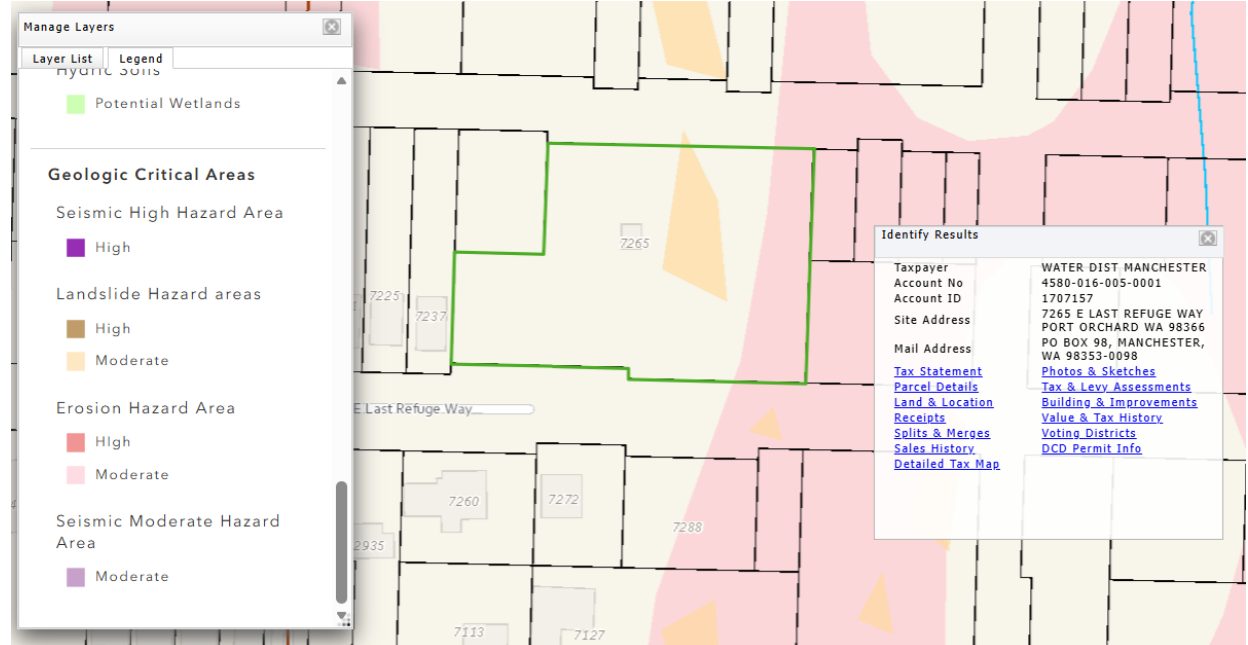 Manage Layers
Layer List Legend
Hydric Soils
Potential Wetlands
Geologic Critical Areas
Seismic High Hazard Area
High
Landslide Hazard areas
High
Moderate
Erosion Hazard Area
HIgh
Moderate
Seismic Moderate Hazard
Area
Moderate
7265
7225
7237
E Last Refuge Way
7260
7272
7288
2935
7113
7127
Identify Results
Taxpayer WATER DIST MANCHESTER
Account No 4580-016-005-0001
Account ID 1707157
Site Address 7265 E LAST REFUGE WAY
PORT ORCHARD WA 98366
Mail Address PO BOX 98, MANCHESTER,
WA 98353-0098
Tax Statement Photos & Sketches
Parcel Details Tax & Levy Assessments
Land & Location Building & Improvements
Receipts Value & Tax History
Splits & Merges Voting Districts
Sales History DCD Permit Info
Detailed Tax Map